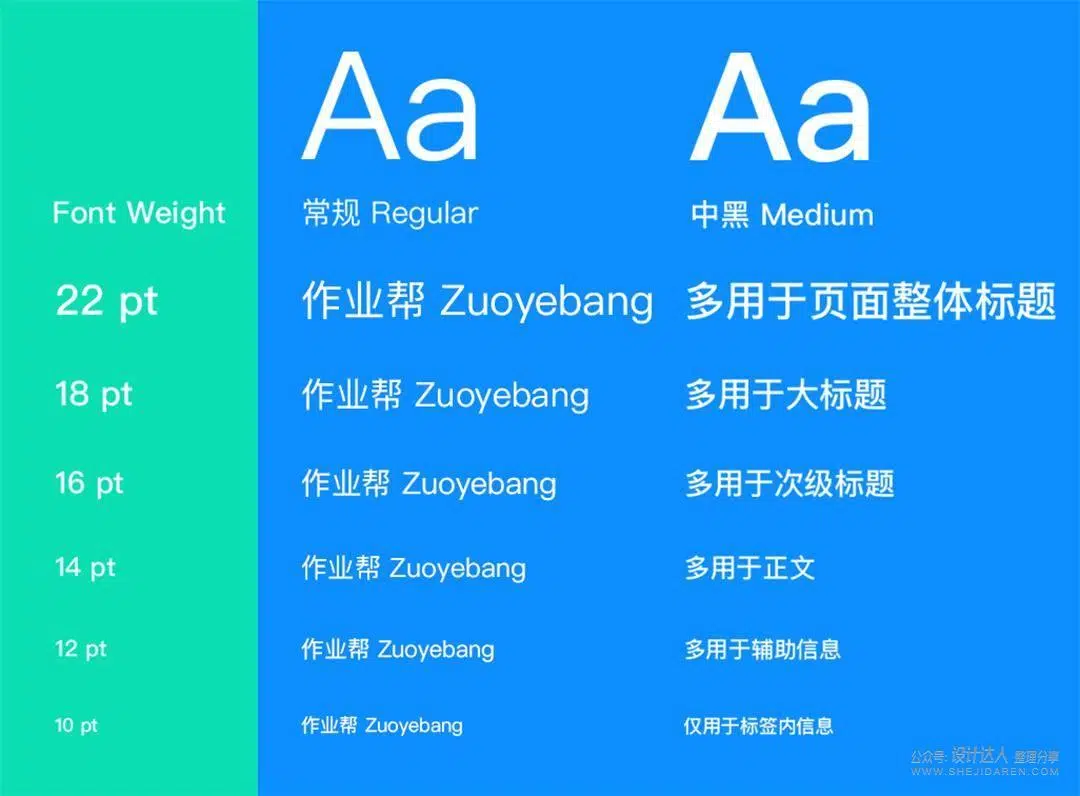 Aa Aa
Font Weight 常规 Regular 中黑 Medium
22 pt 作业帮 Zuoyebang 多用于页面整体标题
18 pt 作业帮 Zuoyebang 多用于大标题
16 pt 作业帮 Zuoyebang 多用于次级标题
14 pt 作业帮 Zuoyebang 多用于正文
12 pt 作业帮 Zuoyebang 多用于辅助信息
10 pt 作业帮 Zuoyebang 仅用于标签内信息
公众号: 设计达人 整理分享
WWW.SHEJIDAREN.COM